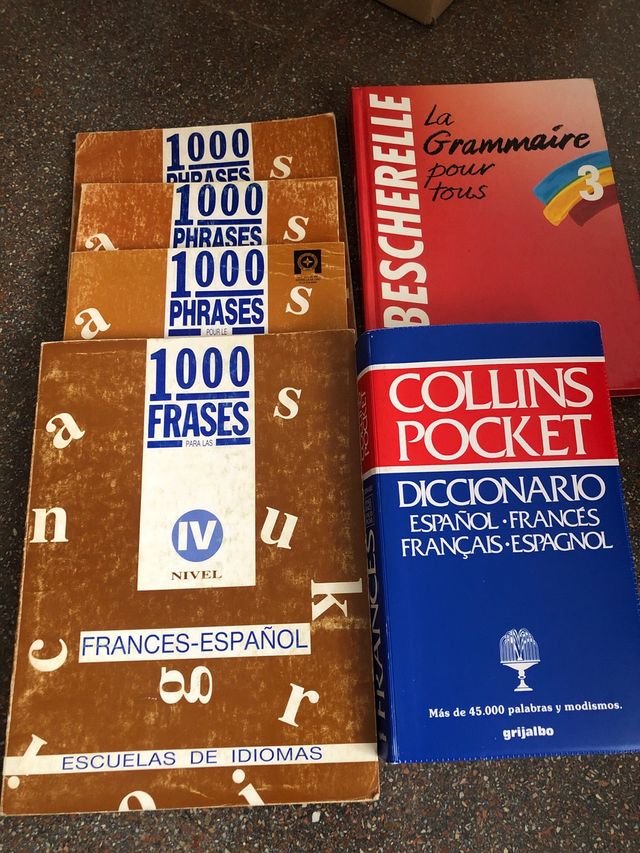 1000
PHRASES
1000
PHRASES
1000
PHRASES
POUR LE
1000
FRASES
PARA LAS
IV
NIVEL
FRANCES-ESPAÑOL
ESCUELAS DE IDIOMAS
BESCHERELLE
La
Grammaire
pour
tous
3
COLLINS
POCKET
DICCIONARIO
ESPAÑOL · FRANCÉS
FRANÇAIS · ESPAGNOL
Más de 45.000 palabras y modismos.
grijalbo
FRANCÉS
a
s
s
a
s
a
s
a
n
u
k
c
g
r
i